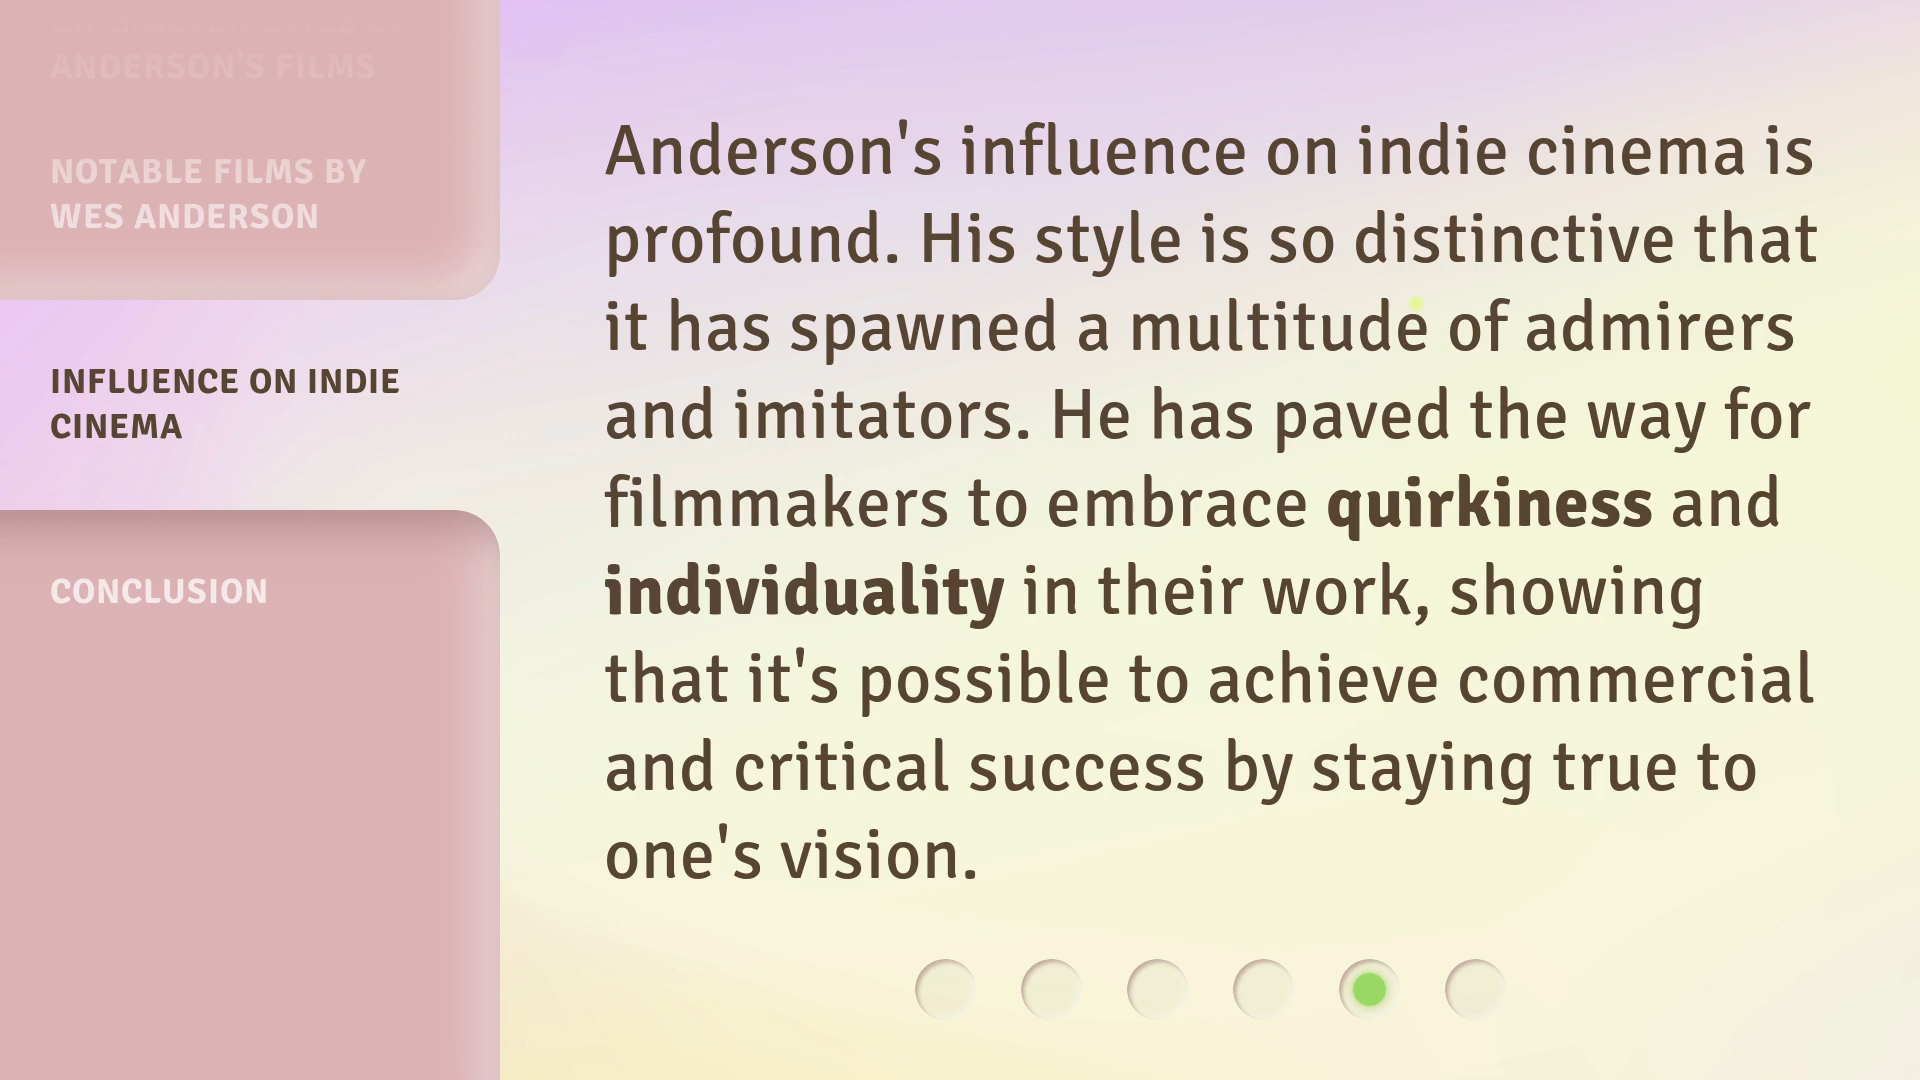 CHARACTERISTICS OF
ANDERSON'S FILMS
NOTABLE FILMS BY
WES ANDERSON
INFLUENCE ON INDIE
CINEMA
CONCLUSION
Anderson's influence on indie cinema is
profound. His style is so distinctive that
it has spawned a multitude of admirers
and imitators. He has paved the way for
filmmakers to embrace quirkiness and
individuality in their work, showing
that it's possible to achieve commercial
and critical success by staying true to
one's vision.